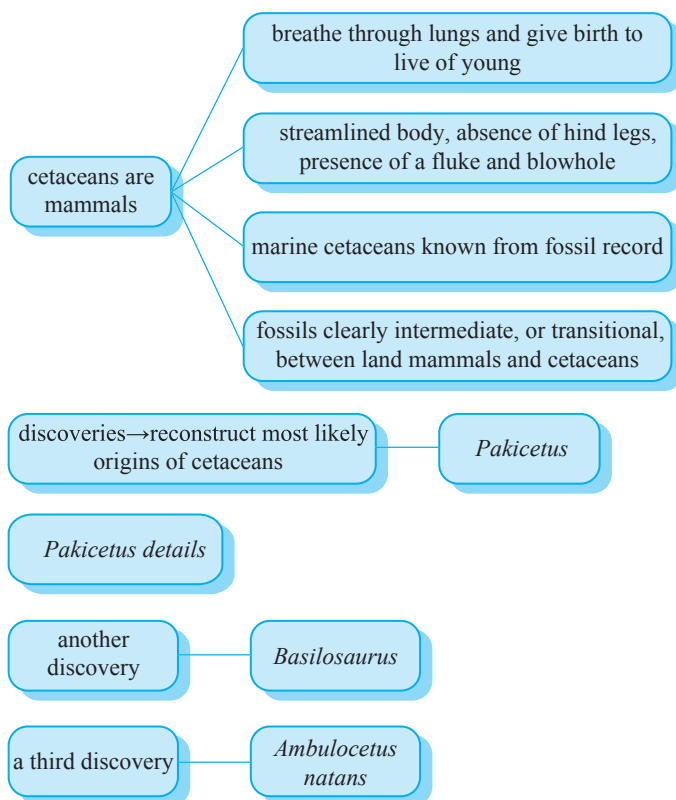 breathe through lungs and give birth to
live of young
streamlined body, absence of hind legs,
presence of a fluke and blowhole
cetaceans are
mammals
marine cetaceans known from fossil record
fossils clearly intermediate, or transitional,
between land mammals and cetaceans
discoveries→reconstruct most likely
origins of cetaceans
Pakicetus
Pakicetus details
another
discovery
Basilosaurus
a third discovery
Ambulocetus
natans